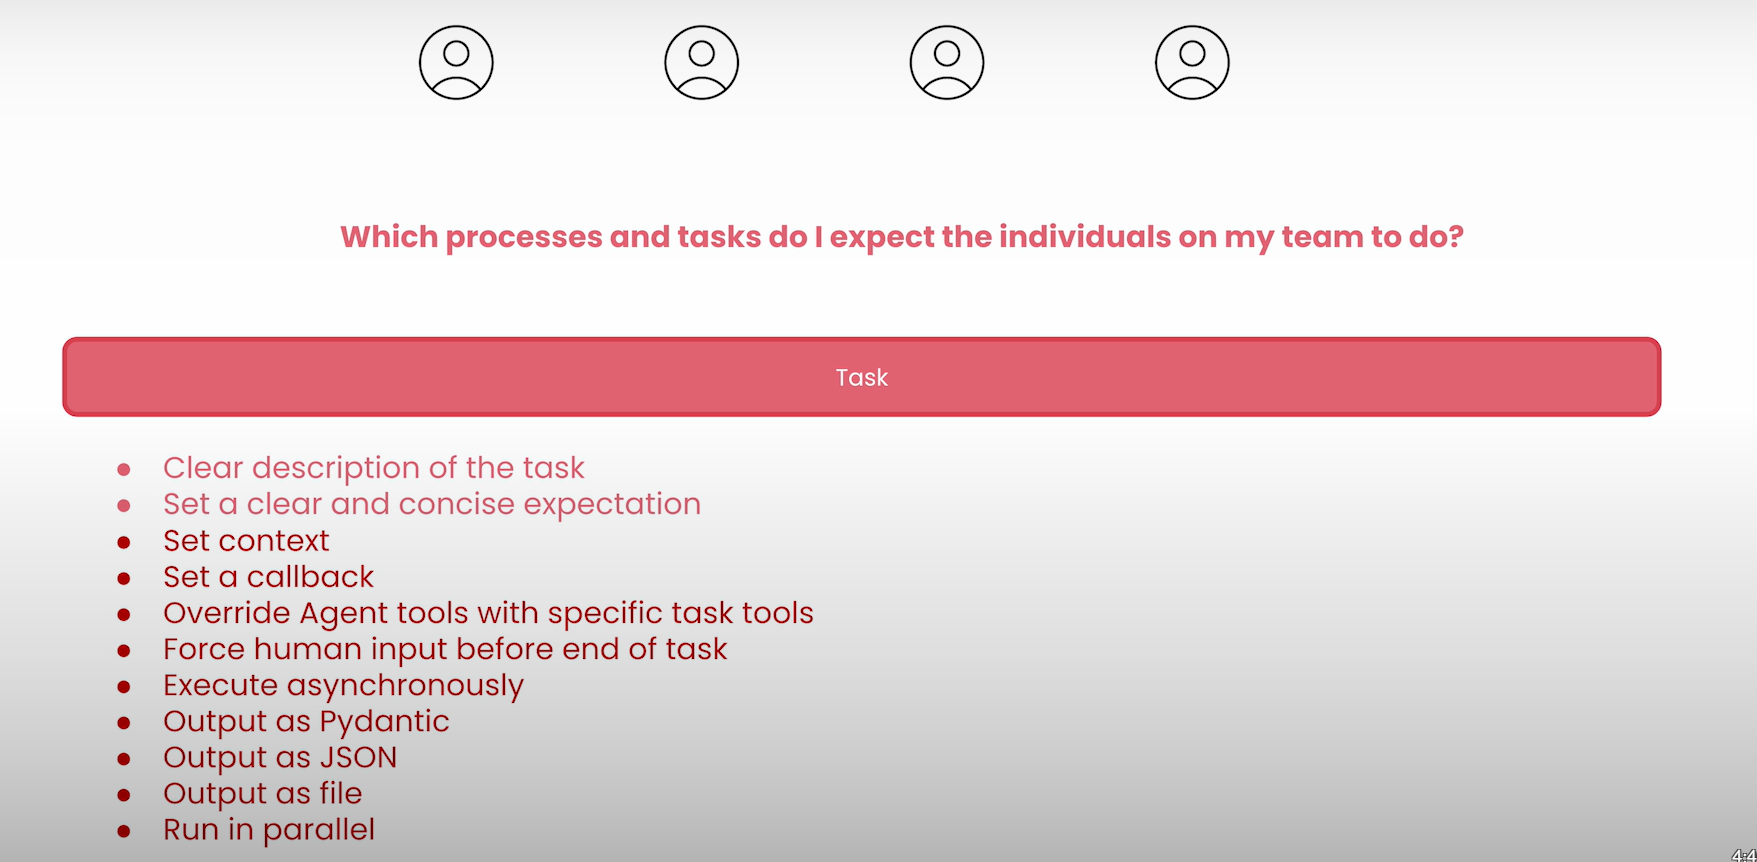 Which processes and tasks do I expect the individuals on my team to do?
Task
● Clear description of the task
● Set a clear and concise expectation
● Set context
● Set a callback
● Override Agent tools with specific task tools
● Force human input before end of task
● Execute asynchronously
● Output as Pydantic
● Output as JSON
● Output as file
● Run in parallel